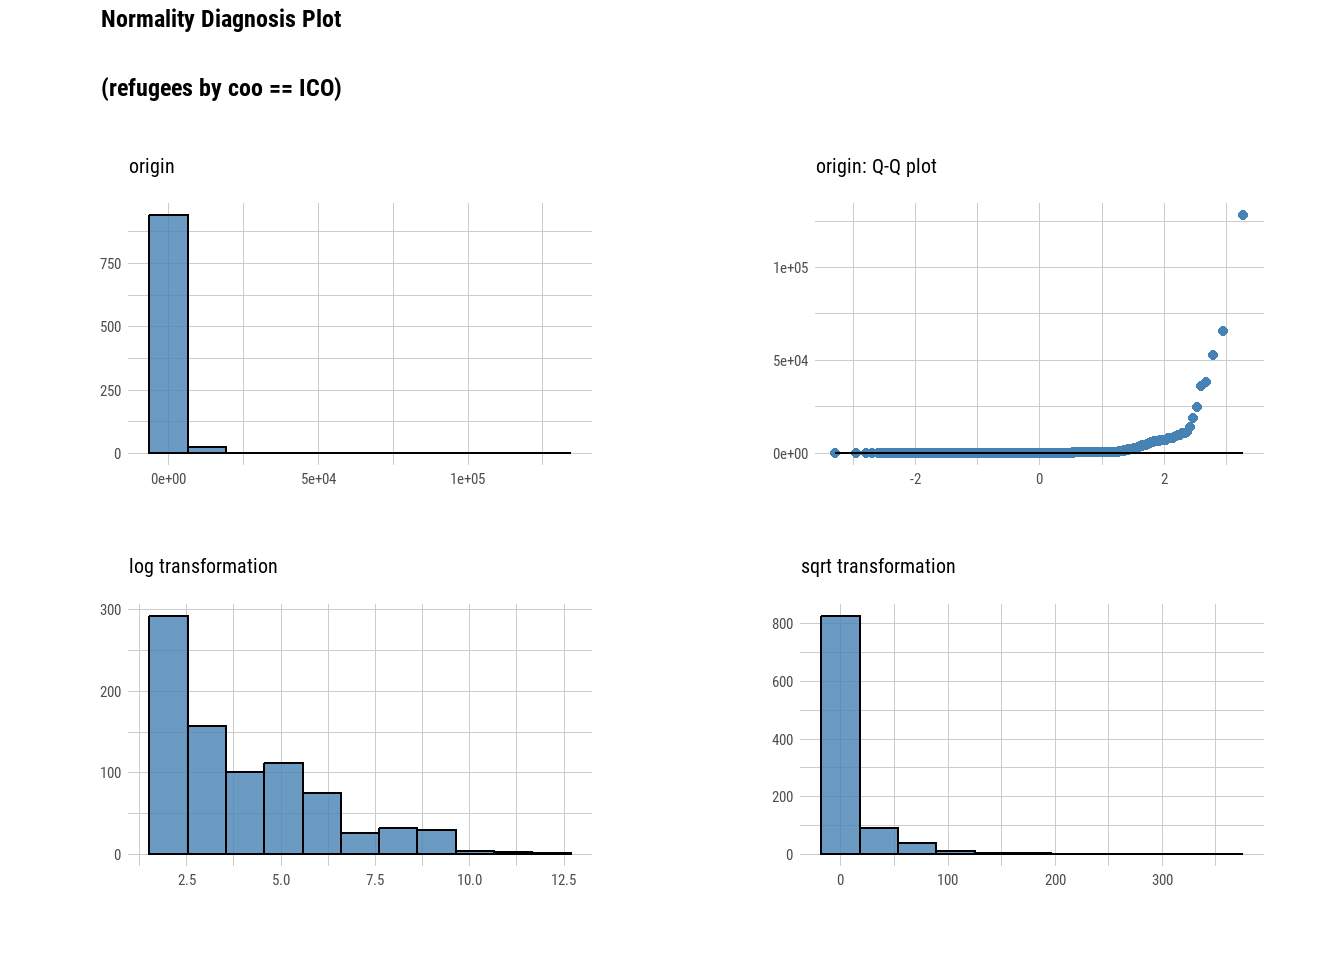 Normality Diagnosis Plot
(refugees by coo == ICO)
origin
750
500
250
0
0e+00 5e+04 1e+05
origin: Q-Q plot
1e+05
5e+04
0e+00
-2 0 2
log transformation
300
200
100
0
2.5 5.0 7.5 10.0 12.5
sqrt transformation
800
600
400
200
0
0 100 200 300